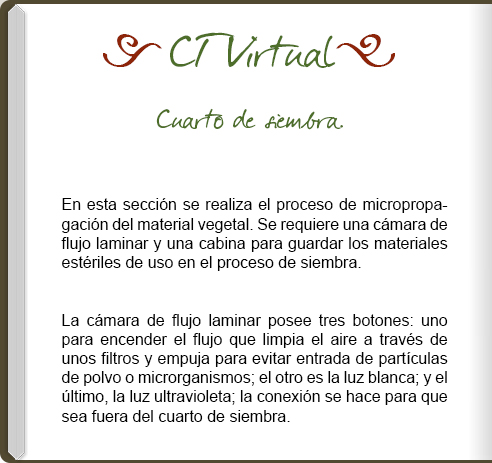 CT Virtual
Cuarto de siembra.
En esta sección se realiza el proceso de micropropa-
gación del material vegetal. Se requiere una cámara de
flujo laminar y una cabina para guardar los materiales
estériles de uso en el proceso de siembra.
La cámara de flujo laminar posee tres botones: uno
para encender el flujo que limpia el aire a través de
unos filtros y empuja para evitar entrada de partículas
de polvo o microrganismos; el otro es la luz blanca; y el
último, la luz ultravioleta; la conexión se hace para que
sea fuera del cuarto de siembra.